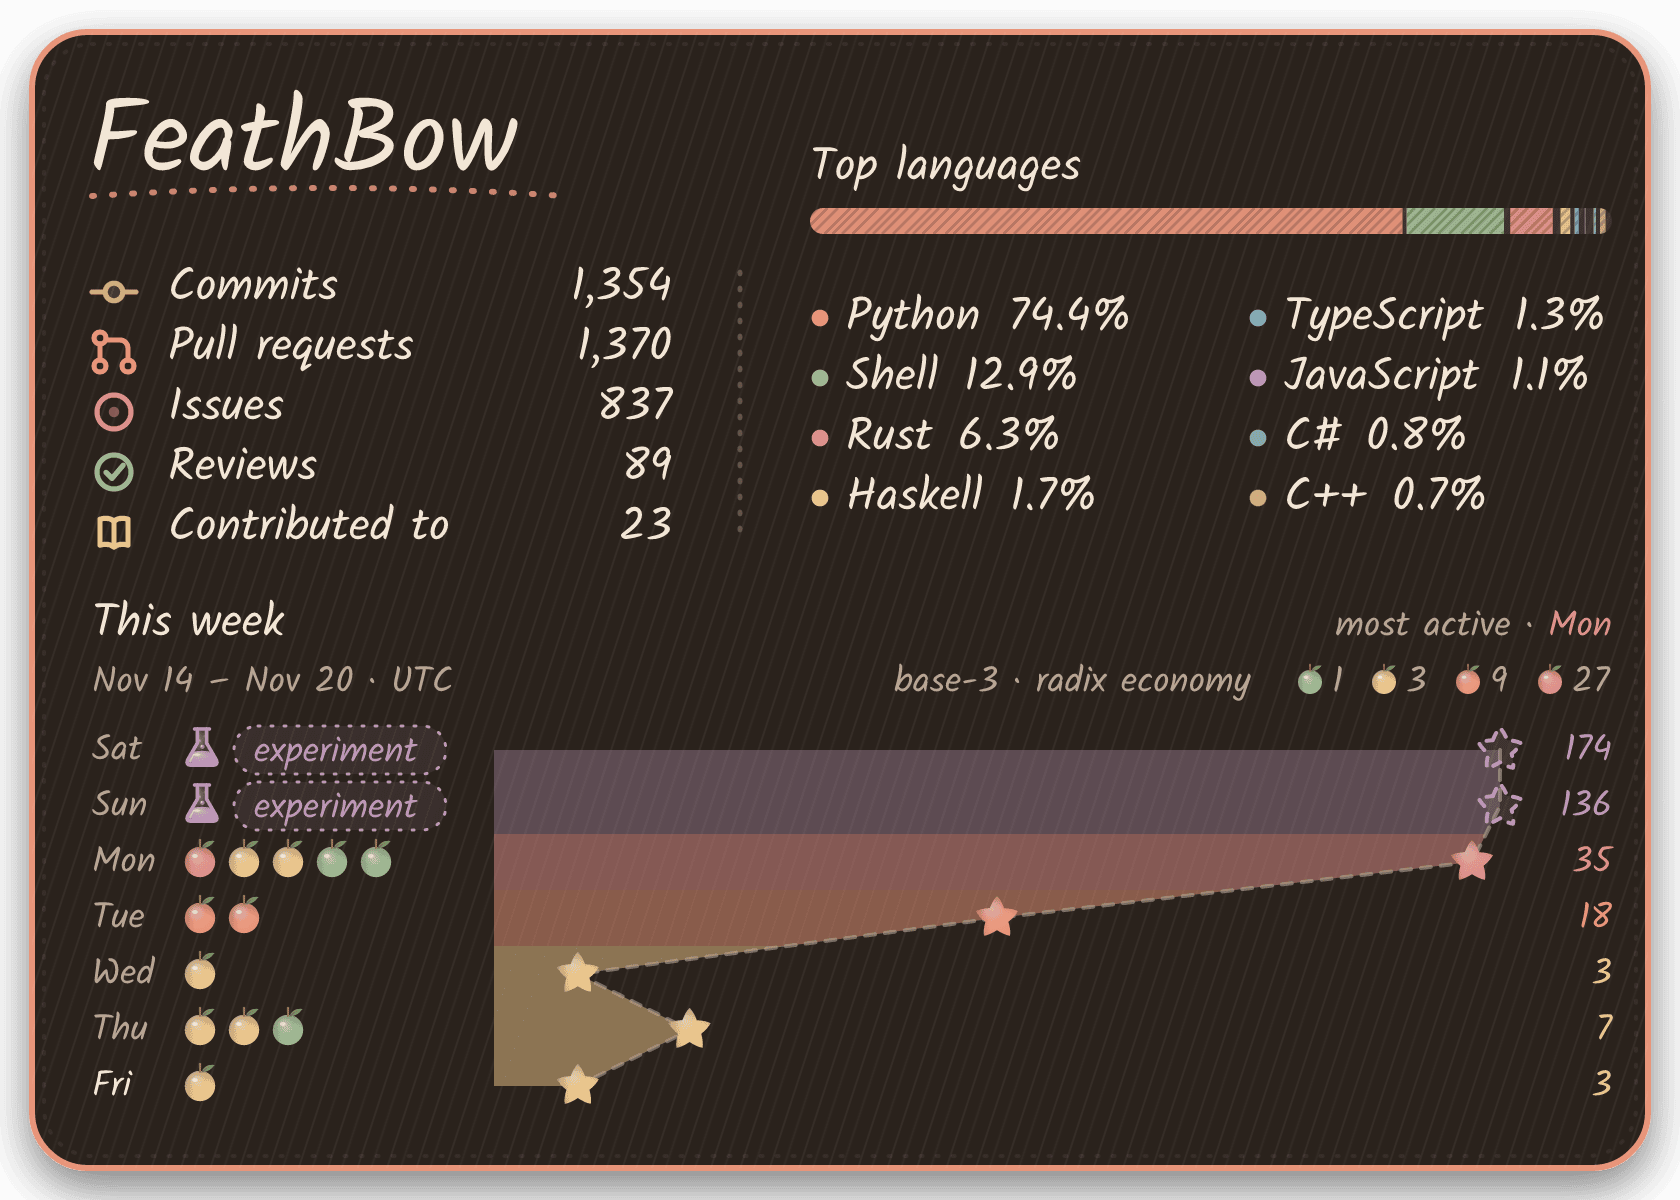 FeathBow
Commits 1,354
Pull requests 1,370
Issues 837
Reviews 89
Contributed to 23
Top languages
Python 74.4%
Shell 12.9%
Rust 6.3%
Haskell 1.7%
TypeScript 1.3%
JavaScript 1.1%
C# 0.8%
C++ 0.7%
This week
most active · Mon
Nov 14 – Nov 20 · UTC
base-3 · radix economy 1 3 9 27
Sat experiment 174
Sun experiment 136
Mon 35
Tue 18
Wed 3
Thu 7
Fri 3